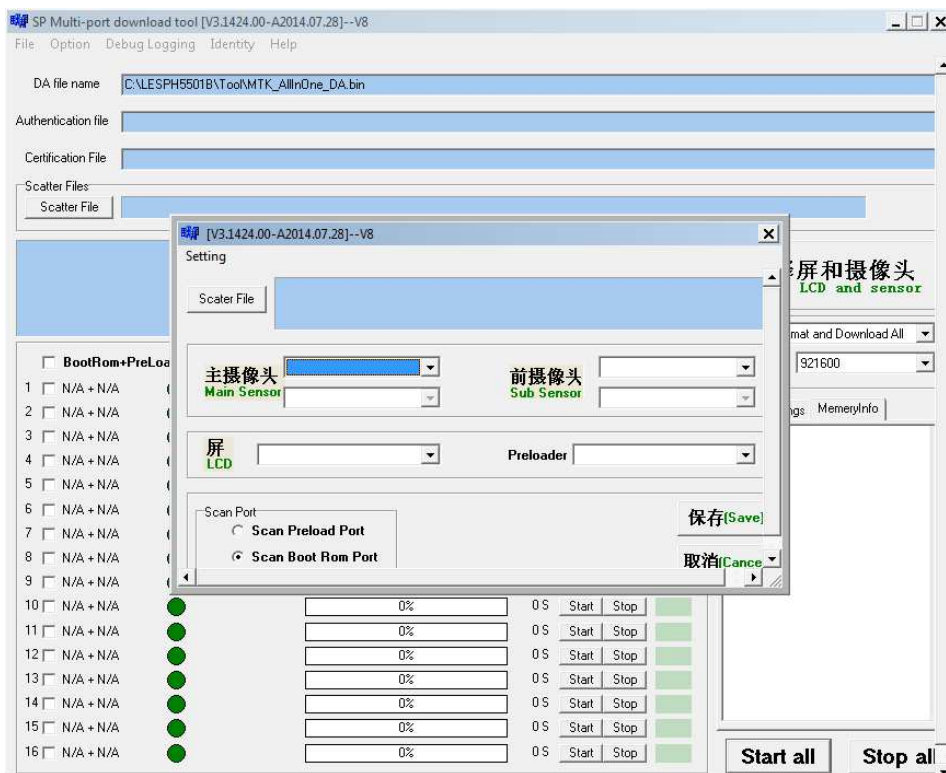 SP Multi-port download tool [V3.1424.00-A2014.07.28]--V8
File Option Debug Logging Identity Help
DA file name C:\LESPH5501B\Tool\MTK_AllInOne_DA.bin
Authentication file
Certification File
Scatter Files
Scatter File
[V3.1424.00-A2014.07.28]--V8
Setting
Scater File
屏和摄像头
LCD and sensor
mat and Download All
921600
ngs MemeryInfo
主摄像头
Main Sensor
前摄像头
Sub Sensor
屏
LCD
Preloader
Scan Port
Scan Preload Port
Scan Boot Rom Port
保存(Save)
取消(Cance
BootRom+PreLoa
1 N/A + N/A
2 N/A + N/A
3 N/A + N/A
4 N/A + N/A
5 N/A + N/A
6 N/A + N/A
7 N/A + N/A
8 N/A + N/A
9 N/A + N/A
10 N/A + N/A 0% 0 S Start Stop
11 N/A + N/A 0% 0 S Start Stop
12 N/A + N/A 0% 0 S Start Stop
13 N/A + N/A 0% 0 S Start Stop
14 N/A + N/A 0% 0 S Start Stop
15 N/A + N/A 0% 0 S Start Stop
16 N/A + N/A 0% 0 S Start Stop
Start all Stop all